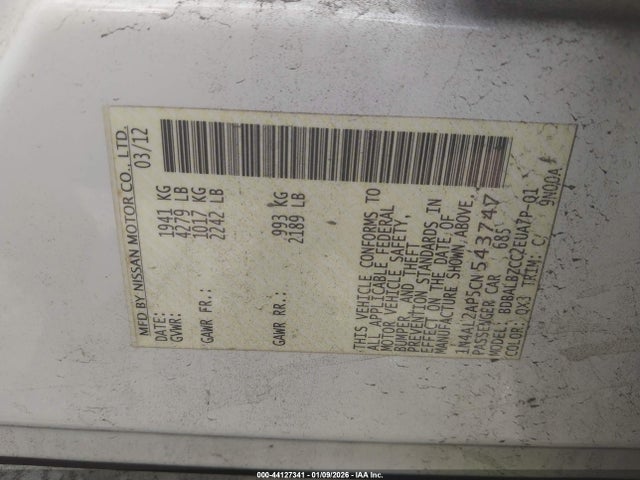 MFD BY NISSAN MOTOR CO., LTD.
DATE: 03/12
GVWR: 1941 KG
4279 LB
GAWR FR: 1017 KG
2242 LB
GAWR RR: 993 KG
2189 LB
THIS VEHICLE CONFORMS TO
ALL APPLICABLE FEDERAL
MOTOR VEHICLE SAFETY,
BUMPER, AND THEFT
PREVENTION STANDARDS IN
EFFECT ON THE DATE OF
MANUFACTURE SHOWN ABOVE.
1N4AL2AP5CN543747
PASSENGER CAR 685
MODEL: BDBALBZCC2EUA7P-Q1
COLOR: QX3 TRIM: C, 9N00A
000-44127341 | 01/09/2026 - IAA Inc.